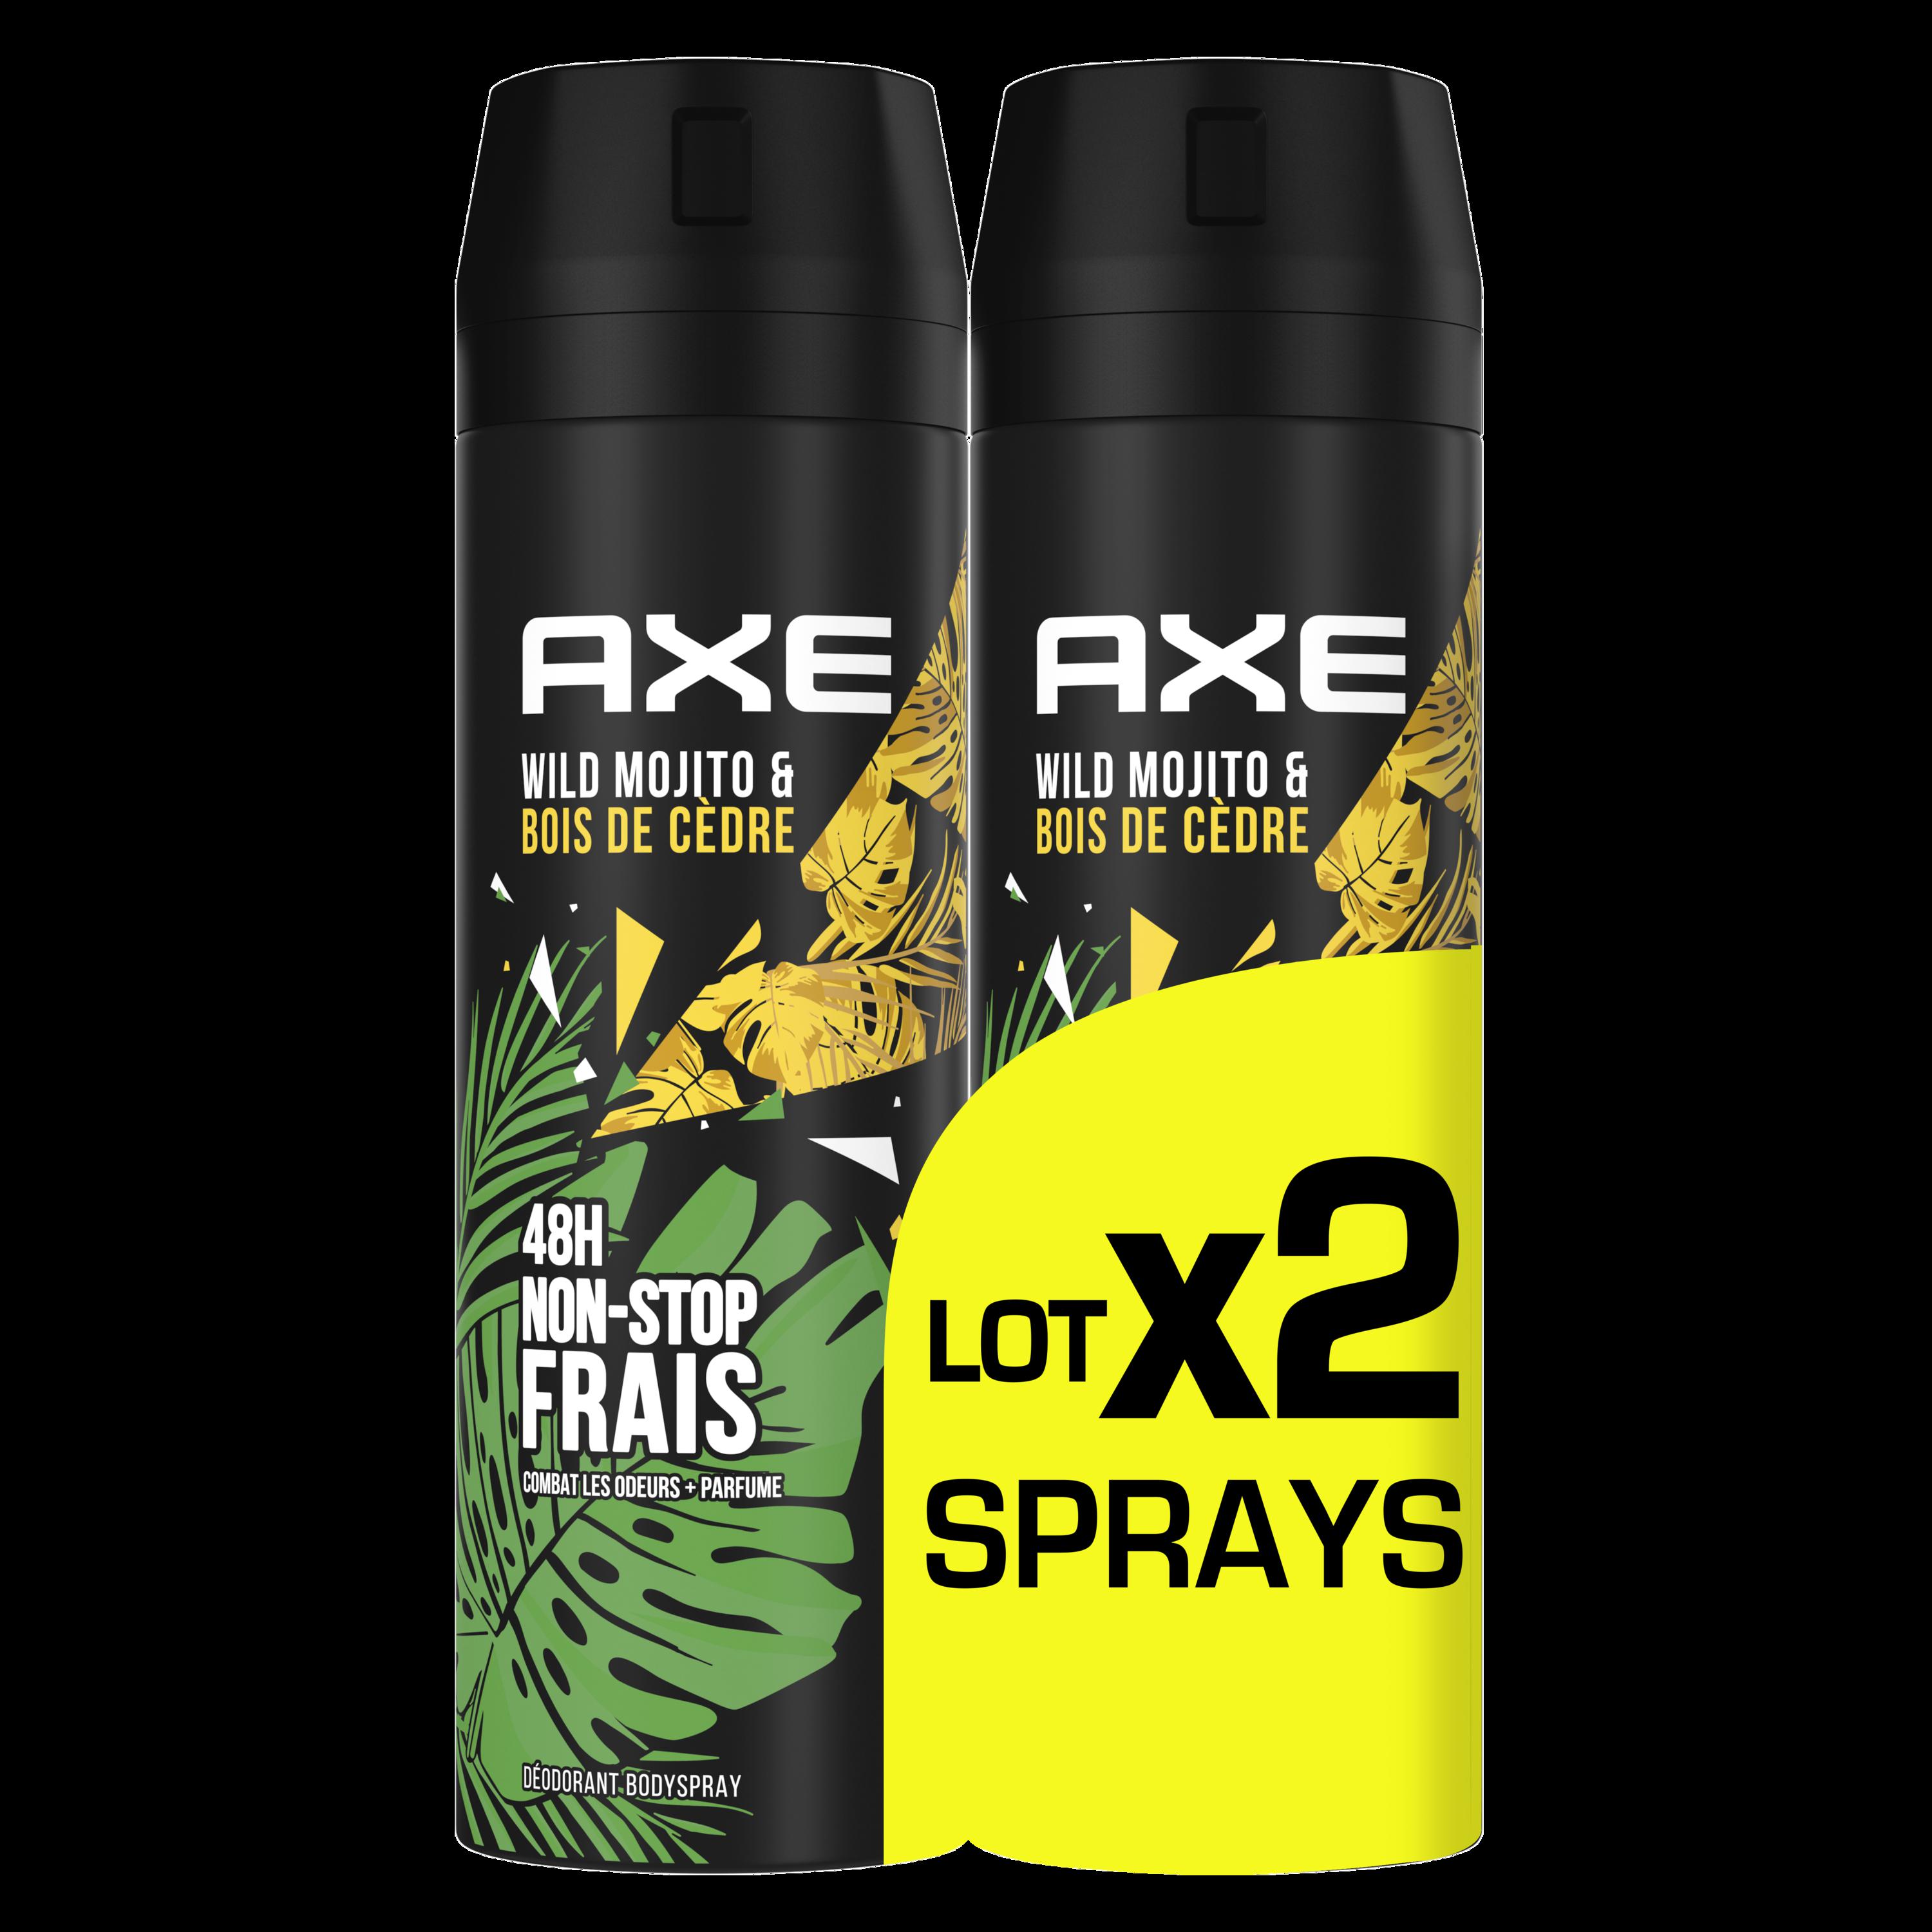 AXE
WILD MOJITO &
BOIS DE CÈDRE
48H
NON-STOP
FRAIS
COMBAT LES ODEURS + PARFUME
DÉODORANT BODYSPRAY
AXE
WILD MOJITO &
BOIS DE CÈDRE
LOT x2
SPRAYS